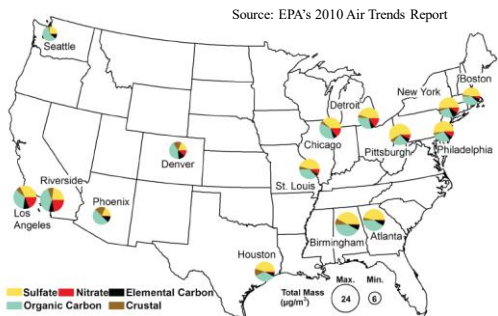 Source: EPA's 2010 Air Trends Report
Seattle
Boston
New York
Detroit
Chicago
Pittsburgh
Philadelphia
Denver
St. Louis
Riverside
Phoenix
Los
Angeles
Birmingham
Atlanta
Houston
Sulfate Nitrate Elemental Carbon
Organic Carbon Crustal
Total Mass
(µg/m³)
Max. Min.
24 6